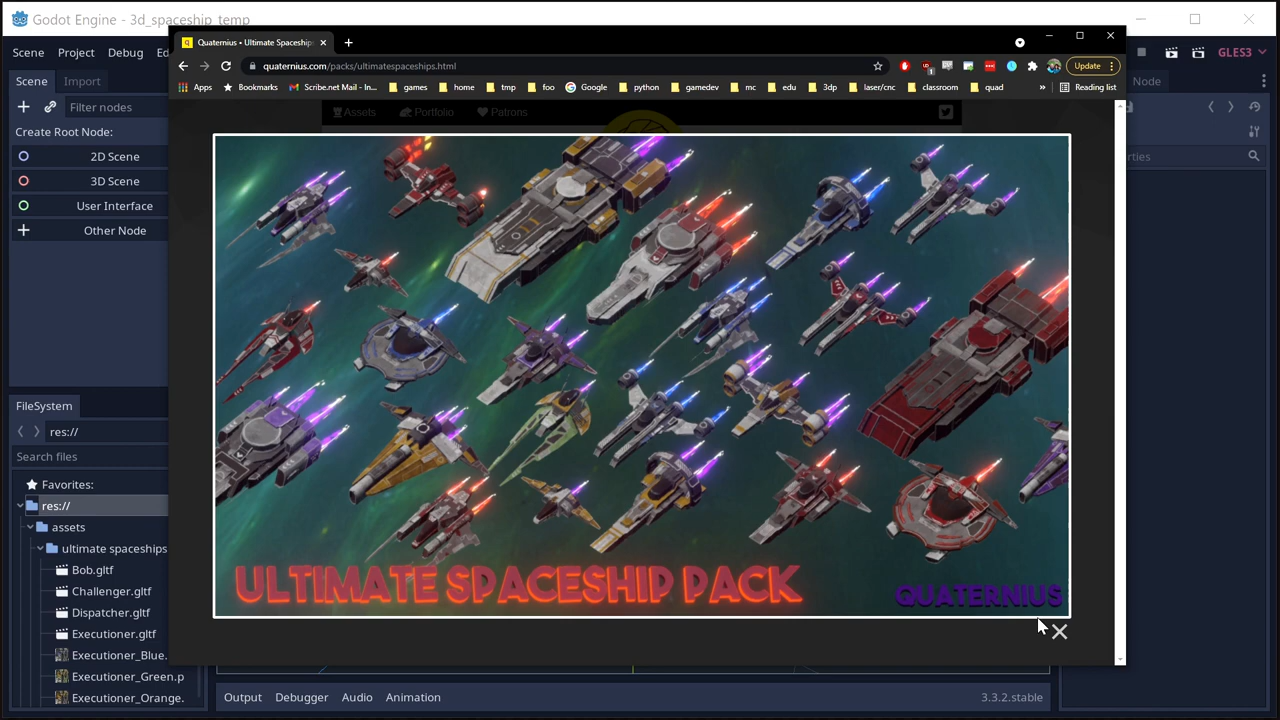 Godot Engine - 3d_spaceship_temp
Scene Project Debug
GLES3
Scene Import
Node
Filter nodes
Create Root Node:
2D Scene
3D Scene
User Interface
Other Node
FileSystem
res://
Search files
Favorites:
res://
assets
ultimate spaceships
Bob.gltf
Challenger.gltf
Dispatcher.gltf
Executioner.gltf
Executioner_Blue.
Executioner_Green.p
Executioner_Orange.
Quaternius • Ultimate Spaceship
quaternius.com/packs/ultimatespaceships.html
Update
Apps Bookmarks Scribe.net Mail - In... games home tmp foo Google python gamedev mc edu 3dp laser/cnc classroom quad » Reading list
Assets Portfolio Patrons
ULTIMATE SPACESHIP PACK
QUATERNIUS
Output Debugger Audio Animation
3.3.2.stable